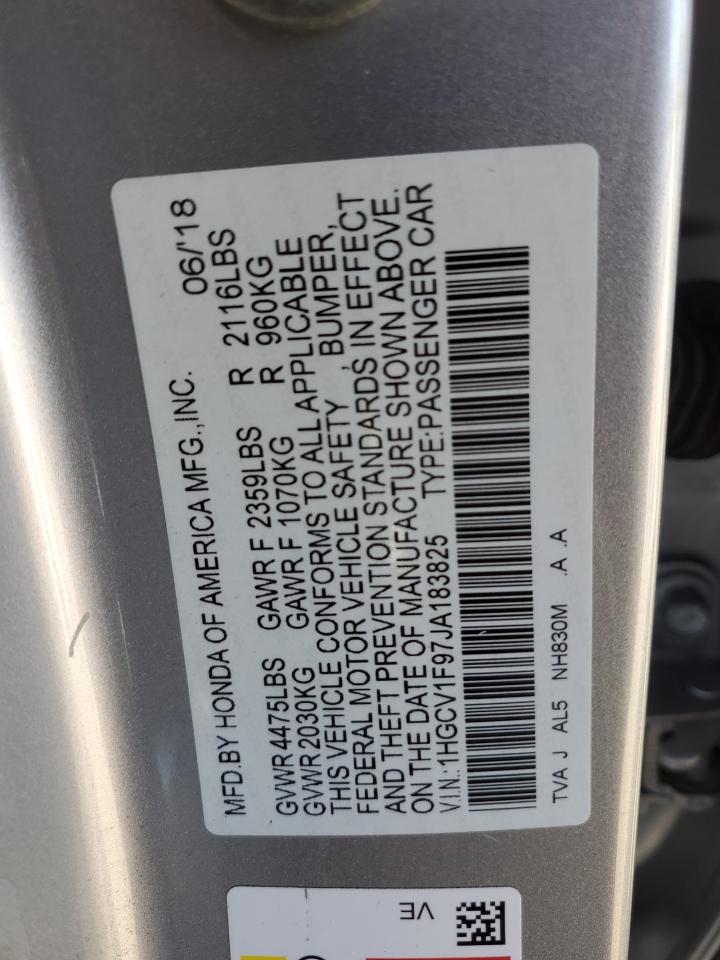 MFD.BY HONDA OF AMERICA MFG.,INC. 06/'18
GVWR 4475LBS GAWR F 2359LBS R 2116LBS
GVWR 2030KG GAWR F 1070KG R 960KG
THIS VEHICLE CONFORMS TO ALL APPLICABLE
FEDERAL MOTOR VEHICLE SAFETY , BUMPER,
AND THEFT PREVENTION STANDARDS, IN EFFECT
ON THE DATE OF MANUFACTURE SHOWN ABOVE.
V.I.N.:1HGCV1F97JA183825 TYPE:PASSENGER CAR
TVA J AL5 NH830M .A .A
VE